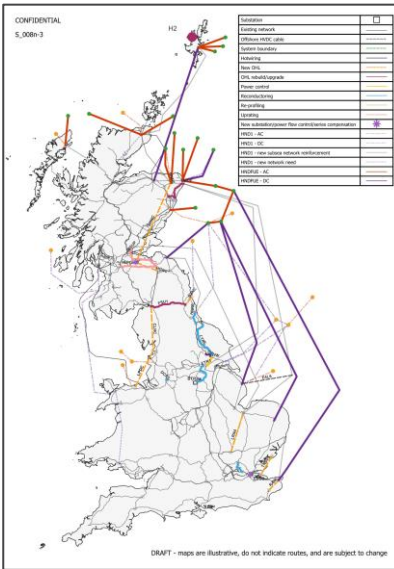 CONFIDENTIAL
S_008n-3
H2
Substation
Existing network
Offshore HVDC cable
System boundary
Hotwiring
New OHL
OHL rebuild/upgrade
Power control
Reconductoring
Re-profiling
Uprating
New substation/power flow control/series compensation
HND1 - AC
HND1 - DC
HND1 - new subsea network reinforcement
HND1 - new network need
HNDFUE - AC
HNDFUE - DC
DRAFT - maps are illustrative, do not indicate routes, and are subject to change